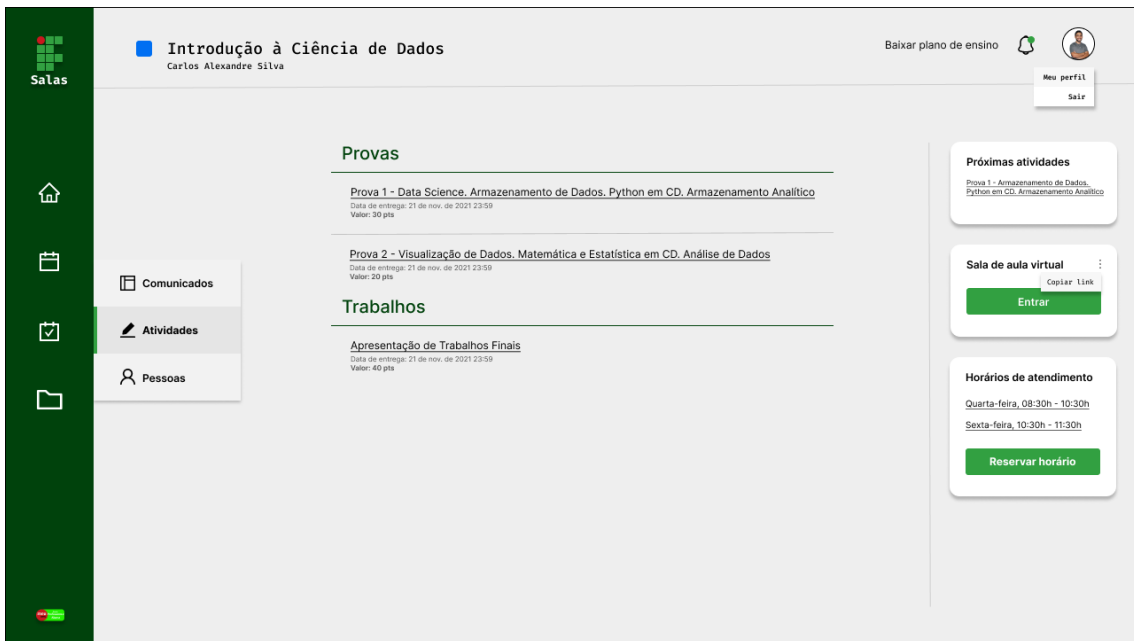 Salas
Introdução à Ciência de Dados
Carlos Alexandre Silva
Baixar plano de ensino
Meu perfil
Sair
Comunicados
Atividades
Pessoas
Provas
Prova 1 - Data Science. Armazenamento de Dados. Python em CD. Armazenamento Analítico
Data de entrega: 21 de nov. de 2021 23:59
Valor: 30 pts
Prova 2 - Visualização de Dados. Matemática e Estatística em CD. Análise de Dados
Data de entrega: 21 de nov. de 2021 23:59
Valor: 20 pts
Trabalhos
Apresentação de Trabalhos Finais
Data de entrega: 21 de nov. de 2021 23:59
Valor: 40 pts
Próximas atividades
Prova 1 - Armazenamento de Dados.
Python em CD. Armazenamento Analítico
Sala de aula virtual
Copiar link
Entrar
Horários de atendimento
Quarta-feira, 08:30h - 10:30h
Sexta-feira, 10:30h - 11:30h
Reservar horário